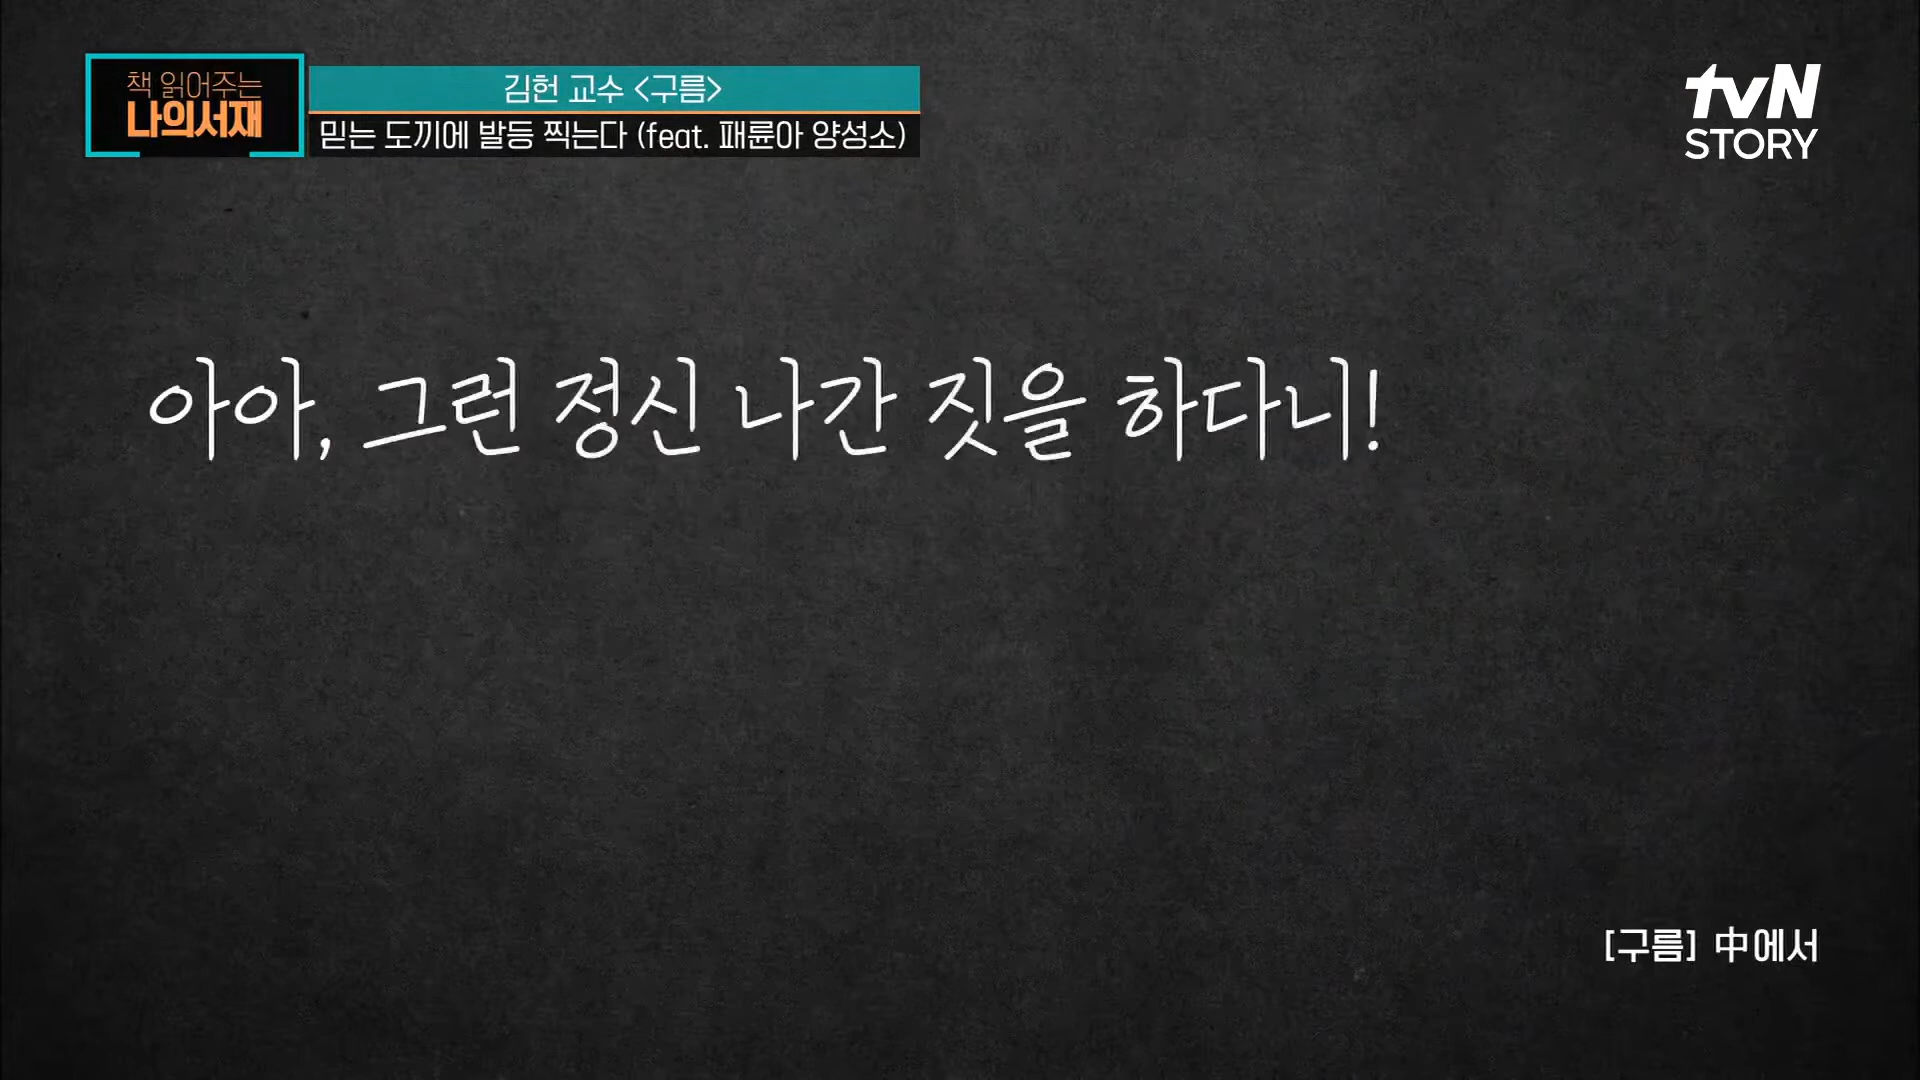 책 읽어주는
나의서재
김헌 교수 <구름>
믿는 도끼에 발등 찍는다 (feat. 패륜아 양성소)
tvN
STORY
아아, 그런 정신 나간 짓을 하다니!
[구름] 中에서